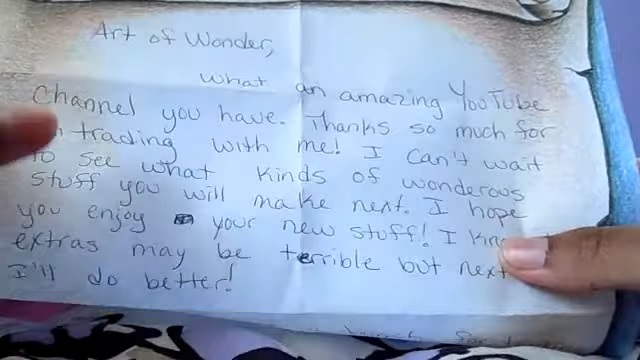 Art of Wonder,
What an amazing YouTube
Channel you have. Thanks so much for
trading with me! I can't wait
to see what kinds of wonderous
stuff you will make next. I hope
you enjoy your new stuff! I
extras may be terrible but next
I'll do better!